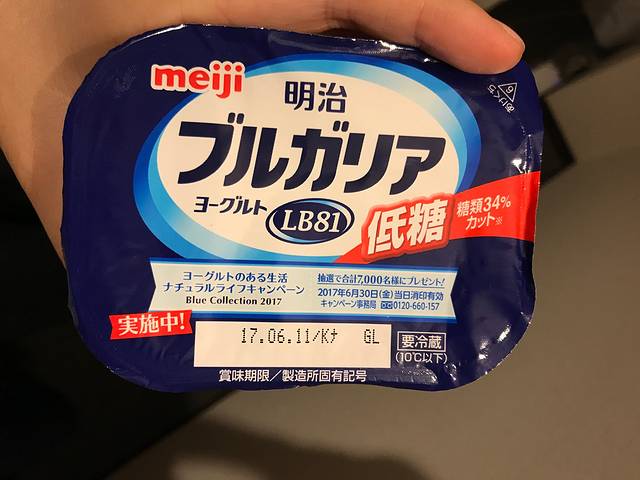 meiji
明治
ブルガリア
ヨーグルト
LB81
低糖
糖類34%
カット※
あけくち
6
ヨーグルトのある生活
ナチュラルライフキャンペーン
Blue Collection 2017
抽選で合計7,000名様にプレゼント!
2017年6月30日(金)当日消印有効
キャンペーン事務局 0120-660-157
実施中!
17.06.11/Kナ GL
要冷蔵
(10℃以下)
賞味期限/製造所固有記号